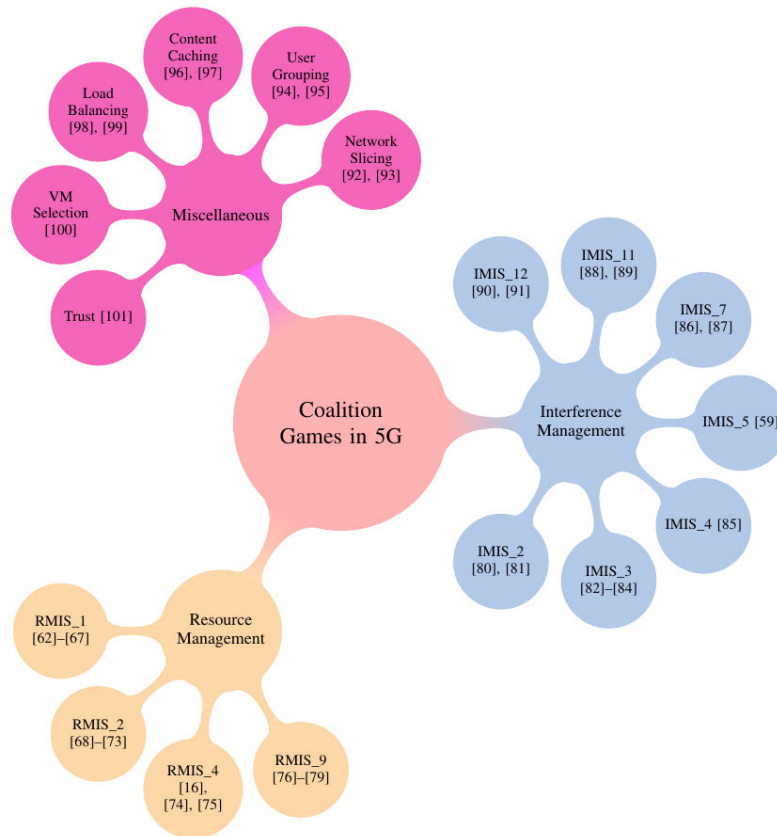 Content
Caching
[96], [97]
User
Grouping
[94], [95]
Load
Balancing
[98], [99]
Network
Slicing
[92], [93]
VM
Selection
[100]
Miscellaneous
Trust [101]
IMIS_12
[90], [91]
IMIS_11
[88], [89]
IMIS_7
[86], [87]
Coalition
Games in 5G
Interference
Management
IMIS_5 [59]
IMIS_4 [85]
IMIS_2
[80], [81]
IMIS_3
[82]–[84]
RMIS_1
[62]–[67]
Resource
Management
RMIS_2
[68]–[73]
RMIS_4
[16],
[74], [75]
RMIS_9
[76]–[79]